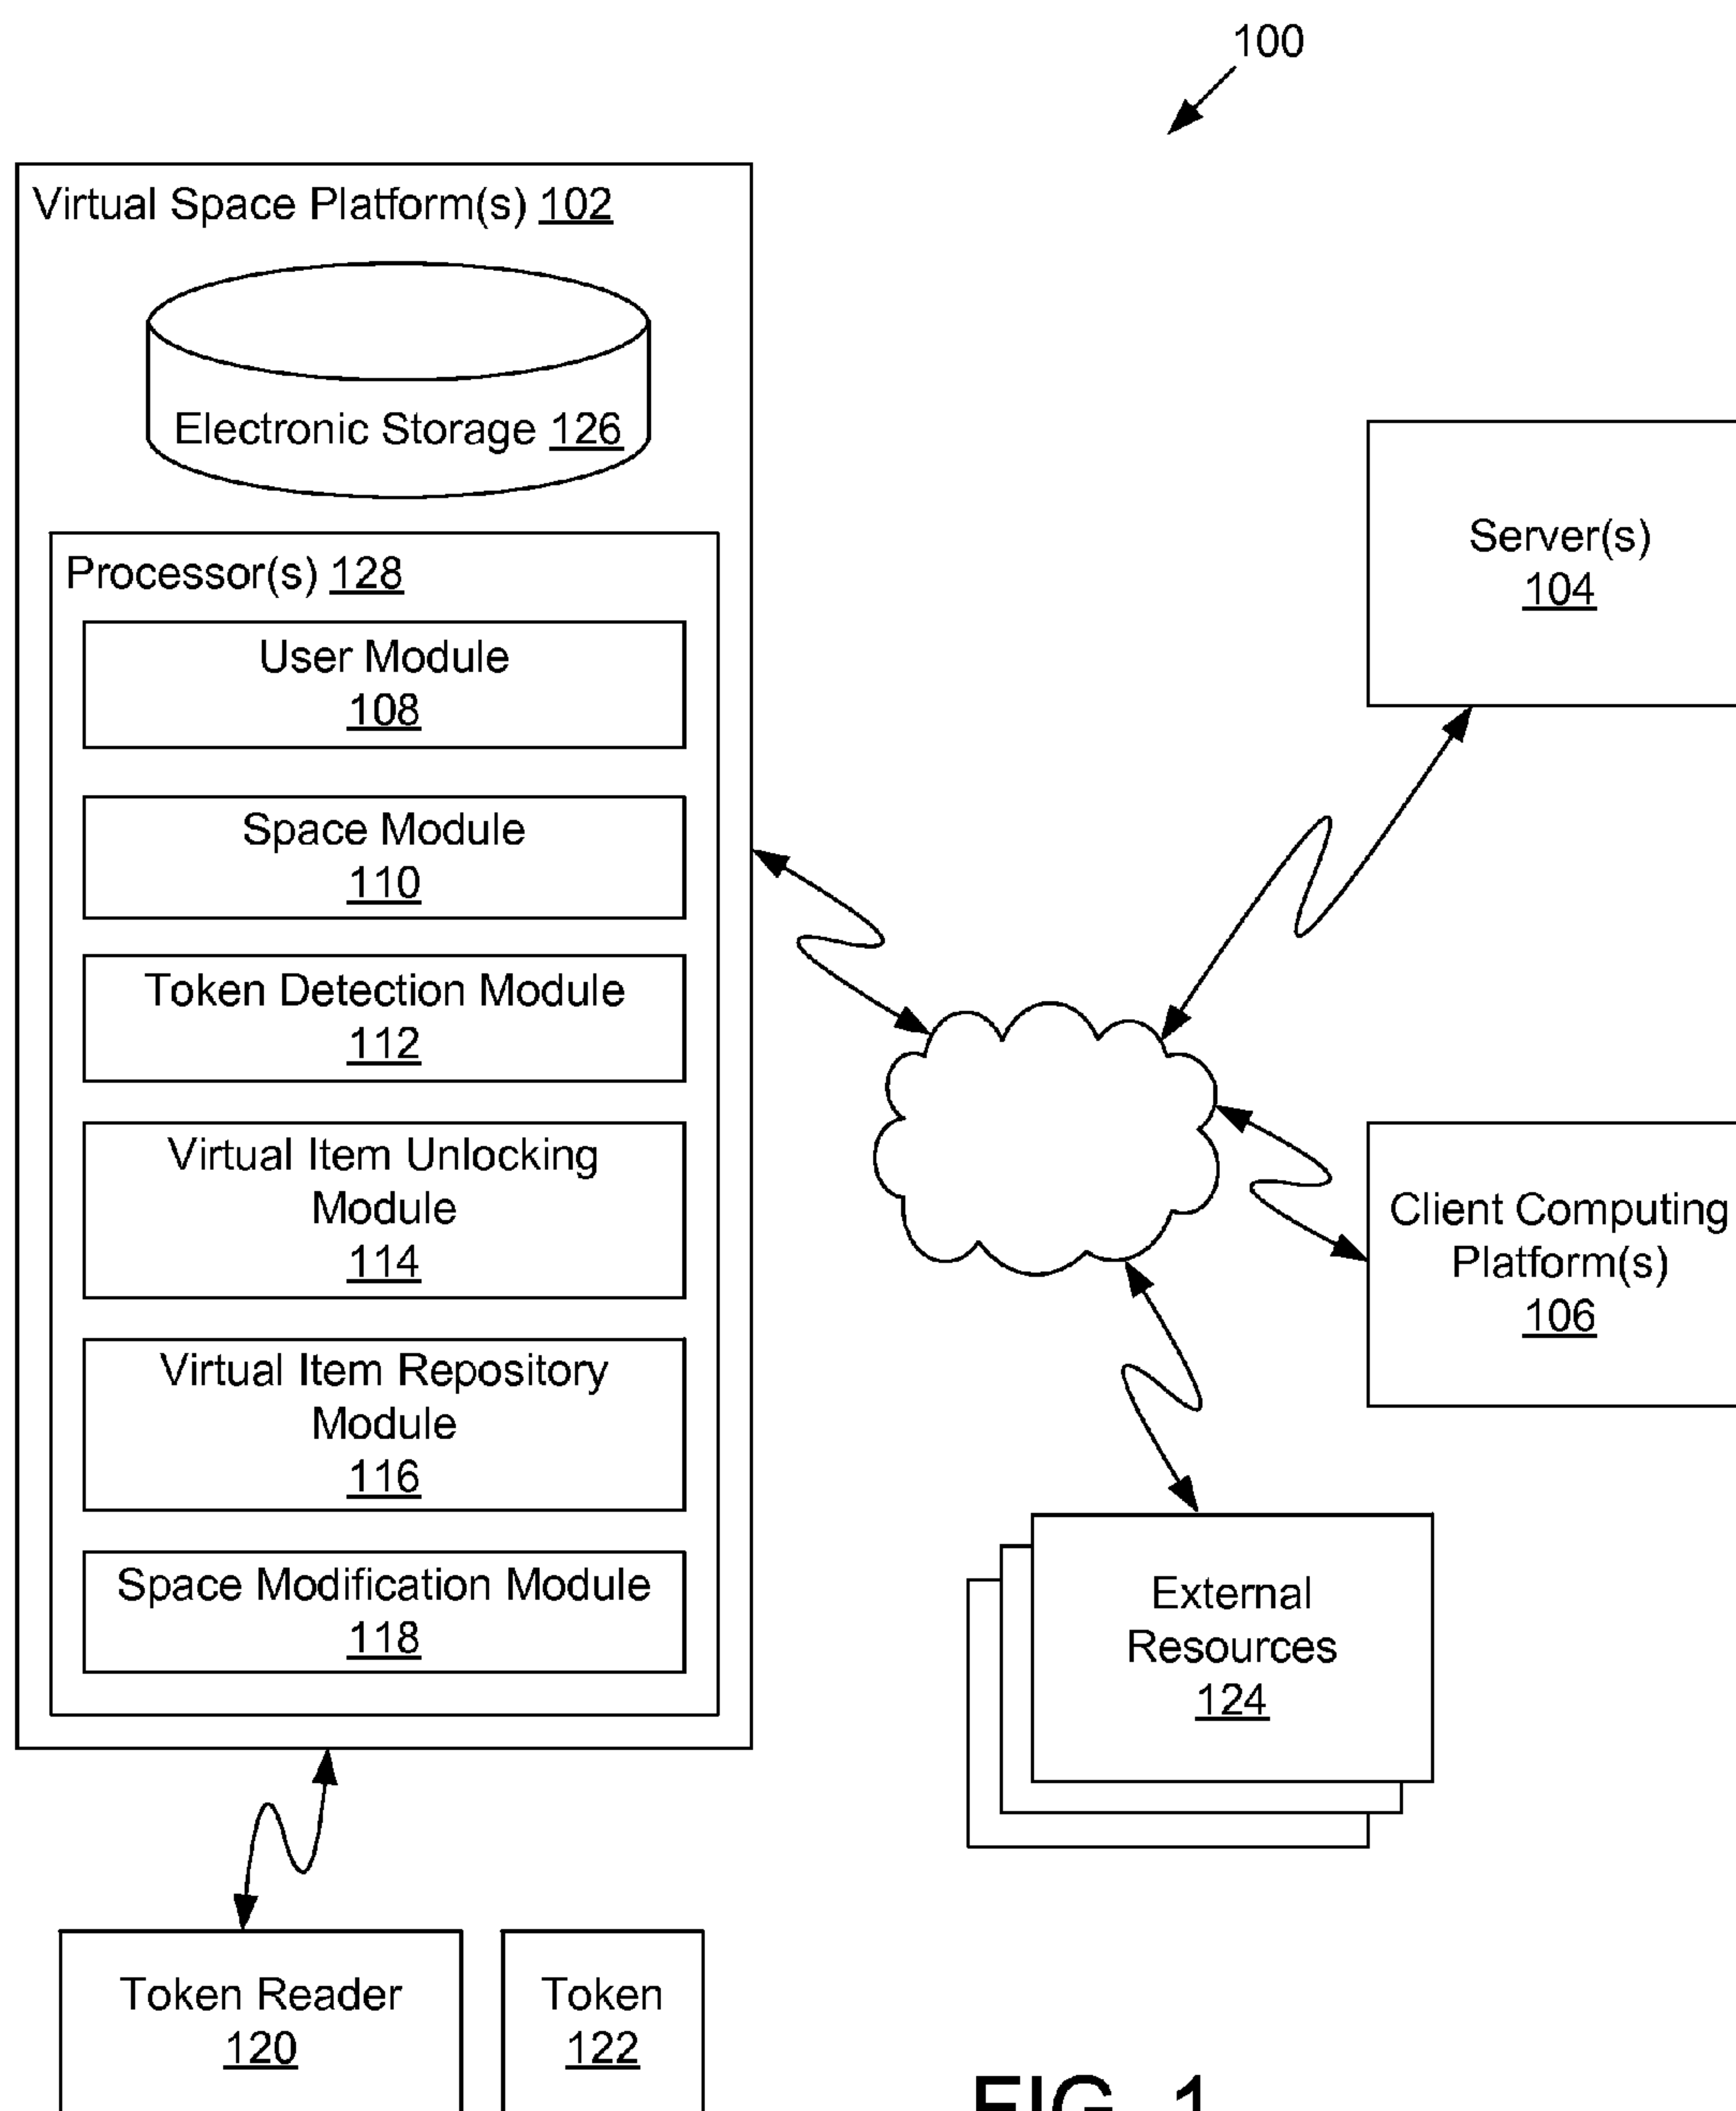 100
Virtual Space Platform(s) 102
Electronic Storage 126
Processor(s) 128
User Module
108
Space Module
110
Token Detection Module
112
Virtual Item Unlocking
Module
114
Virtual Item Repository
Module
116
Space Modification Module
118
Server(s)
104
Client Computing
Platform(s)
106
External
Resources
124
Token Reader
120
Token
122
FIG. 1